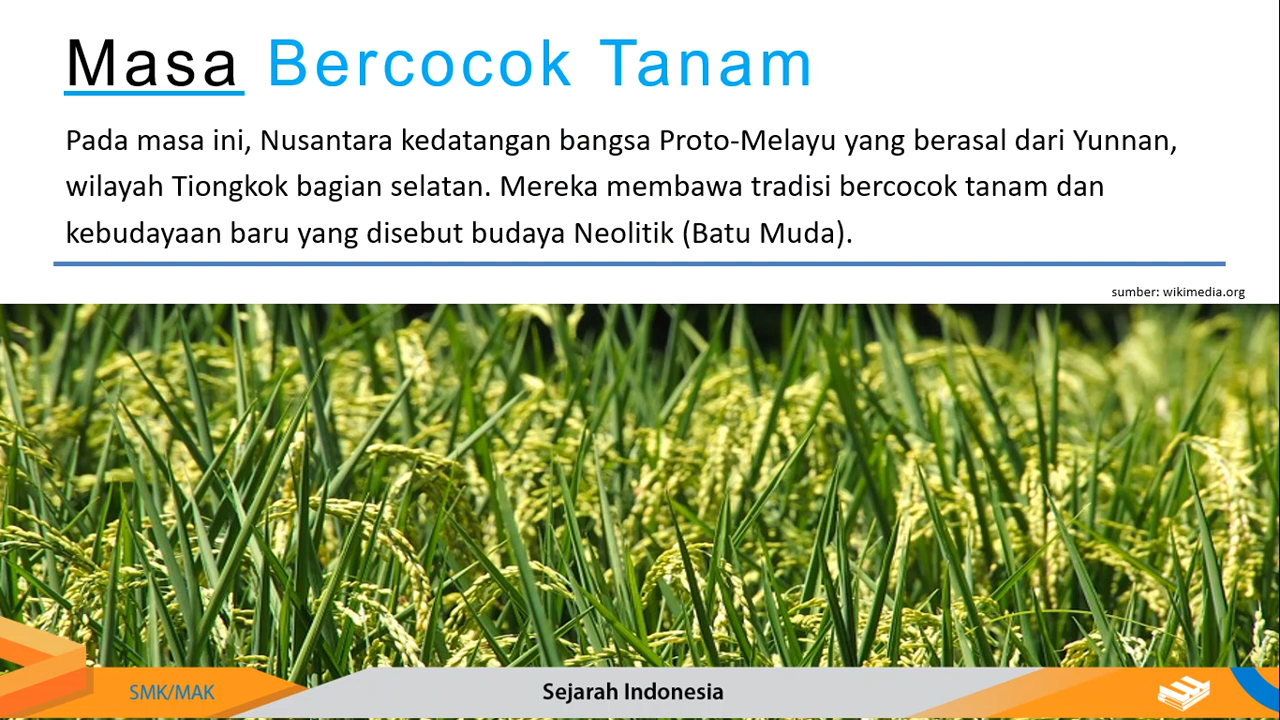 Masa Bercocok Tanam
Pada masa ini, Nusantara kedatangan bangsa Proto-Melayu yang berasal dari Yunnan,
wilayah Tiongkok bagian selatan. Mereka membawa tradisi bercocok tanam dan
kebudayaan baru yang disebut budaya Neolitik (Batu Muda).
sumber: wikimedia.org
SMK/MAK
Sejarah Indonesia